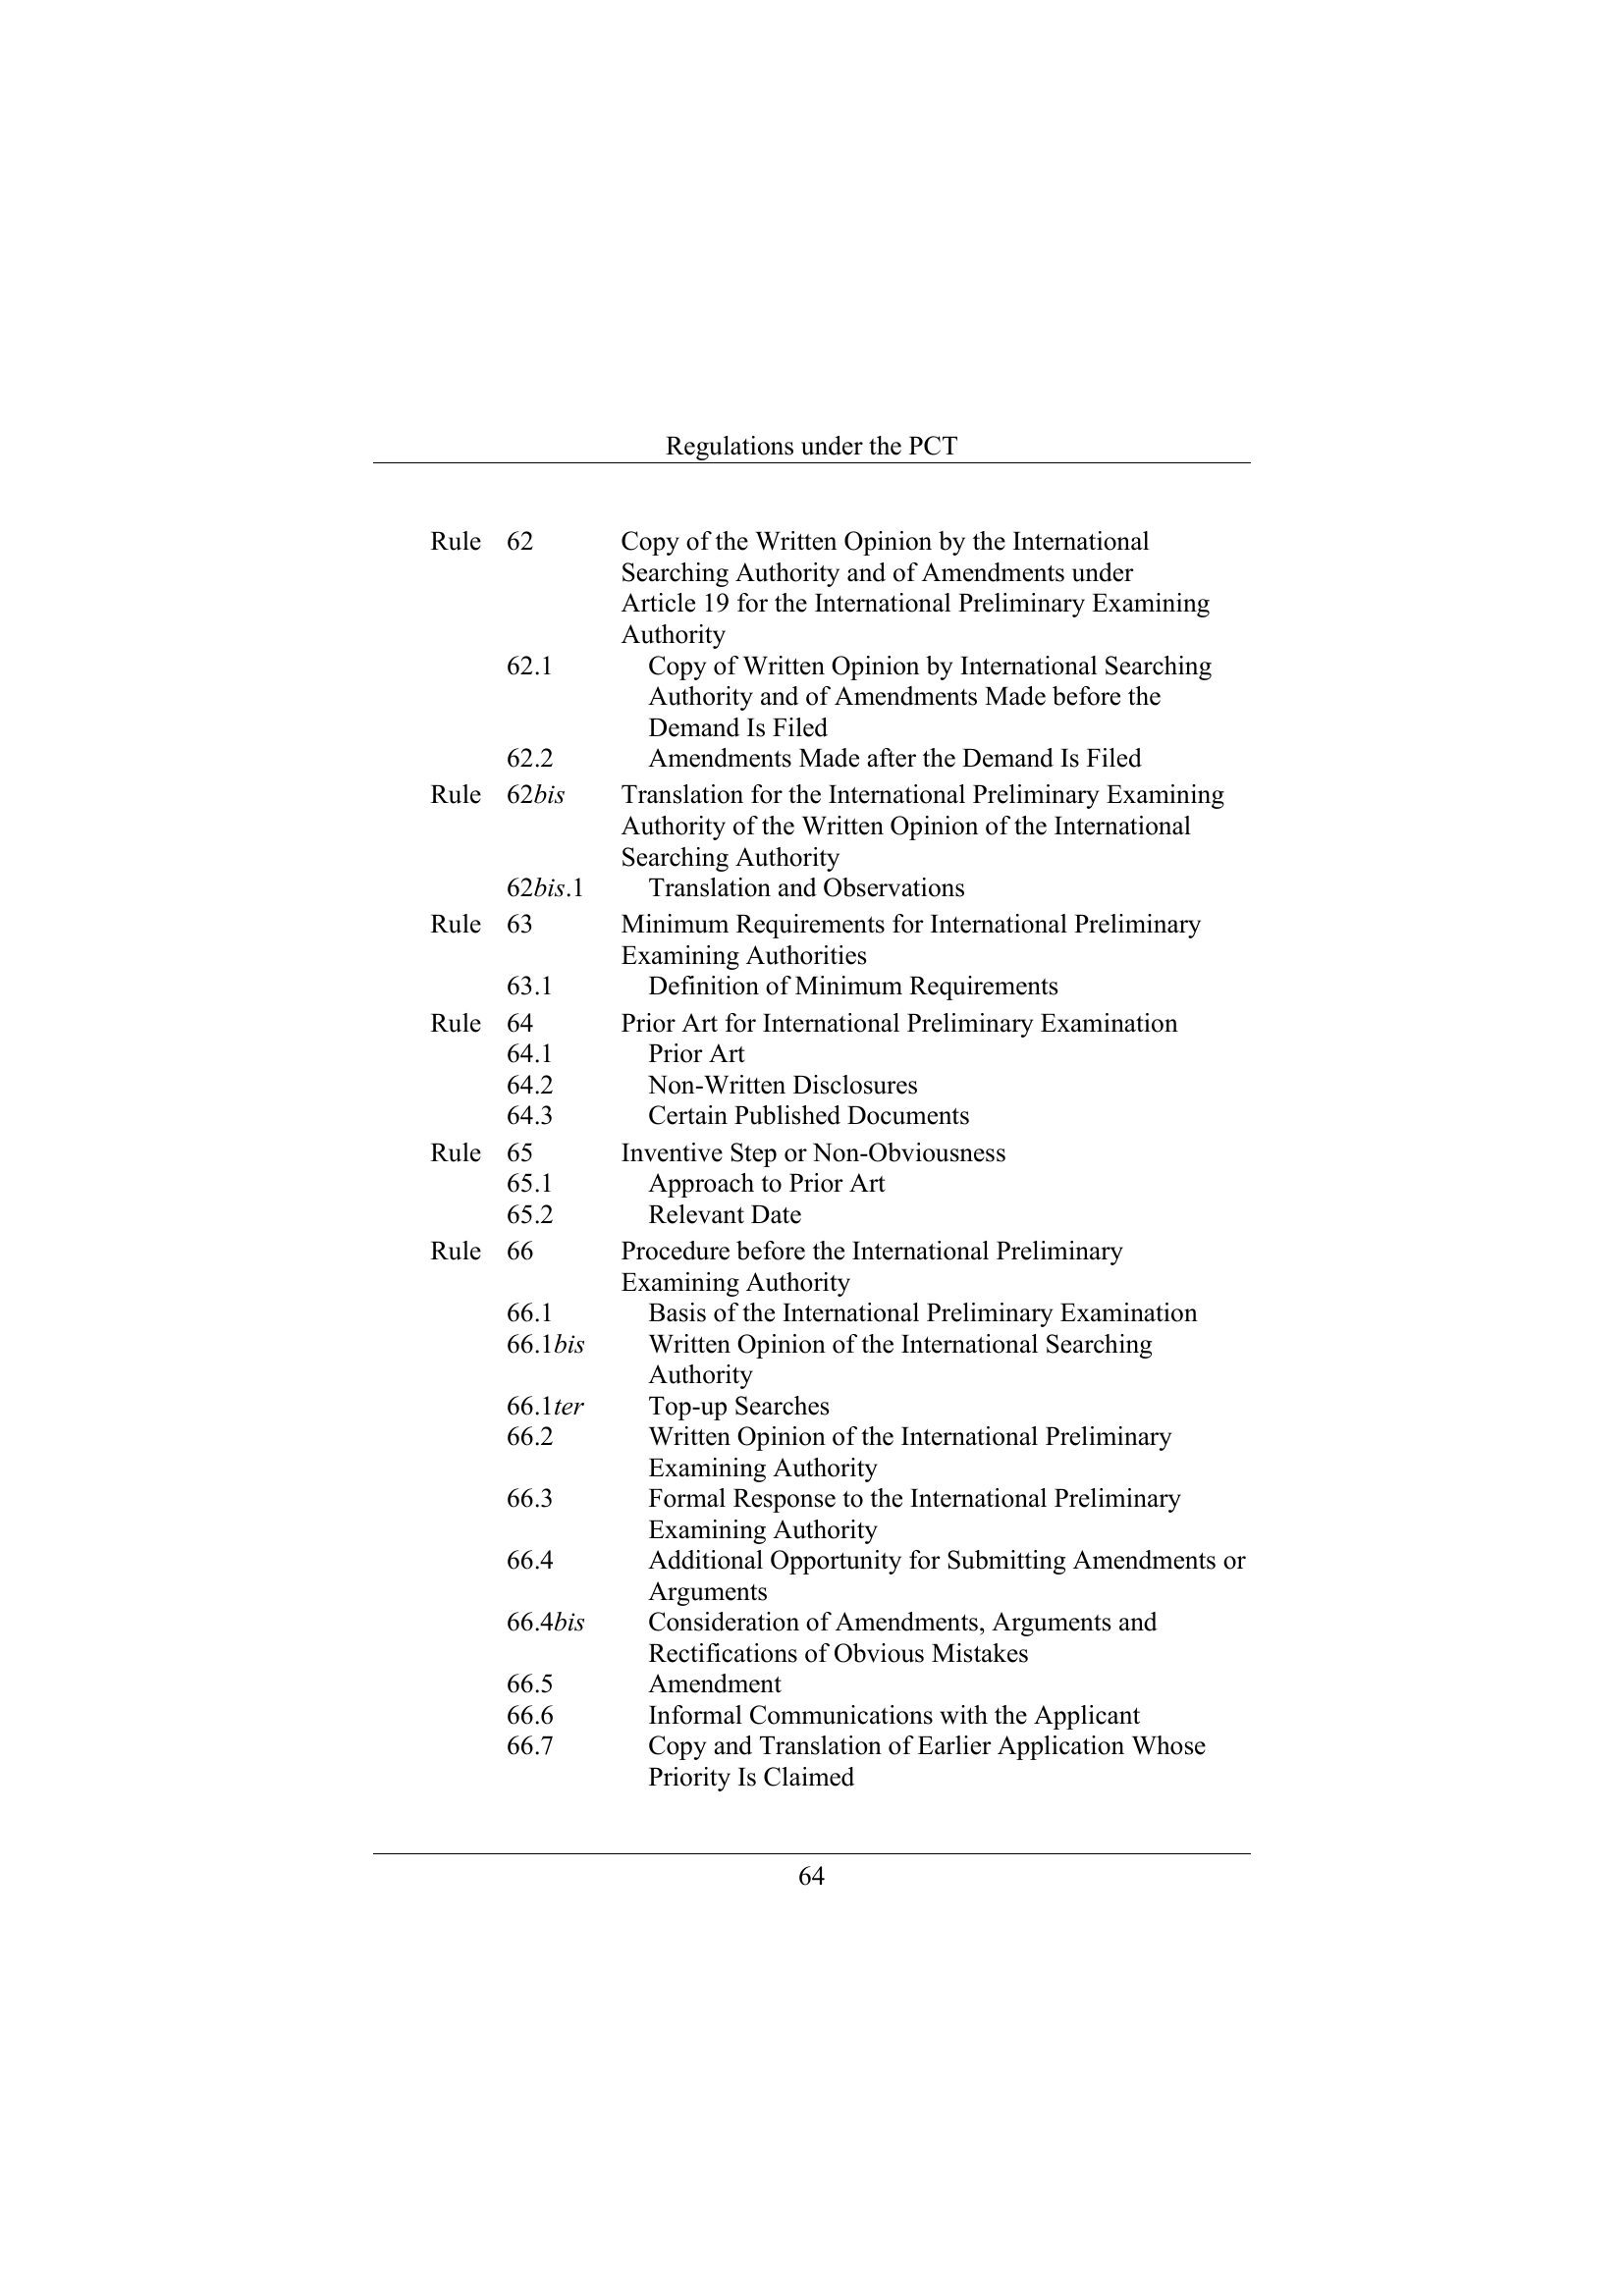 Regulations under the PCT
Rule 62 Copy of the Written Opinion by the International
Searching Authority and of Amendments under
Article 19 for the International Preliminary Examining
Authority
62.1 Copy of Written Opinion by International Searching
Authority and of Amendments Made before the
Demand Is Filed
62.2 Amendments Made after the Demand Is Filed
Rule 62bis Translation for the International Preliminary Examining
Authority of the Written Opinion of the International
Searching Authority
62bis.1 Translation and Observations
Rule 63 Minimum Requirements for International Preliminary
Examining Authorities
63.1 Definition of Minimum Requirements
Rule 64 Prior Art for International Preliminary Examination
64.1 Prior Art
64.2 Non-Written Disclosures
64.3 Certain Published Documents
Rule 65 Inventive Step or Non-Obviousness
65.1 Approach to Prior Art
65.2 Relevant Date
Rule 66 Procedure before the International Preliminary
Examining Authority
66.1 Basis of the International Preliminary Examination
66.1bis Written Opinion of the International Searching
Authority
66.1ter Top-up Searches
66.2 Written Opinion of the International Preliminary
Examining Authority
66.3 Formal Response to the International Preliminary
Examining Authority
66.4 Additional Opportunity for Submitting Amendments or
Arguments
66.4bis Consideration of Amendments, Arguments and
Rectifications of Obvious Mistakes
66.5 Amendment
66.6 Informal Communications with the Applicant
66.7 Copy and Translation of Earlier Application Whose
Priority Is Claimed
64